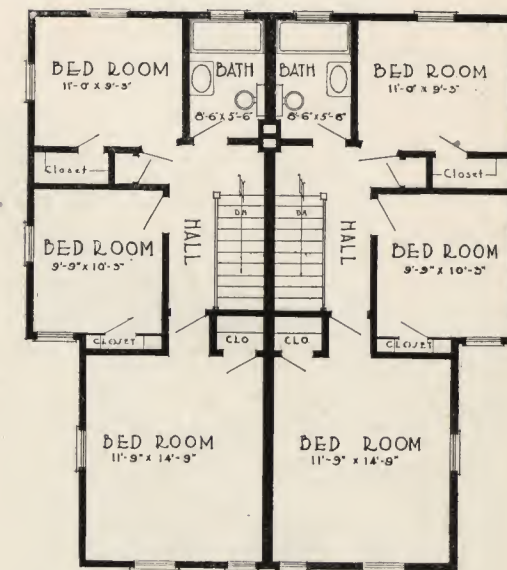 BED ROOM
11'-0" X 9'-3"
BATH
8'-6" X 5'-6"
BATH
8'-6" X 5'-6"
BED ROOM
11'-0" X 9'-3"
Closet
Closet
DN
DN
HALL
HALL
BED ROOM
9'-9" X 10'-3"
BED ROOM
9'-9" X 10'-3"
CLOSET
CLO.
CLO.
CLOSET
BED ROOM
11'-9" X 14'-9"
BED ROOM
11'-9" X 14'-9"